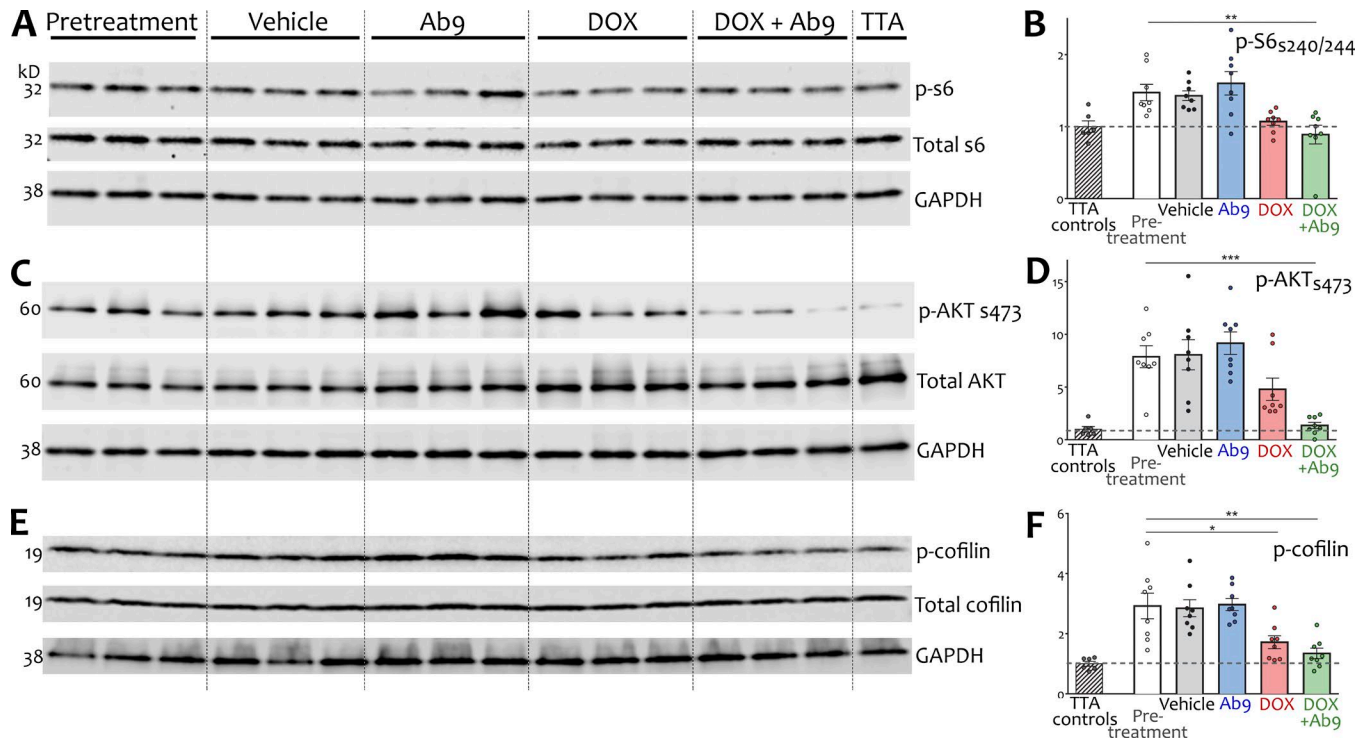 A Pretreatment Vehicle Ab9 DOX DOX + Ab9 TTA
kD
32 p-s6
32 Total s6
38 GAPDH
B
p-S6s240/244
**
2
1
0
TTA
controls
Pre-
treatment
Vehicle
Ab9
DOX
DOX
+Ab9
C
60 p-AKT s473
60 Total AKT
38 GAPDH
D
p-AKTs473
***
15
10
5
0
TTA
controls
Pre-
treatment
Vehicle
Ab9
DOX
DOX
+Ab9
E
19 p-cofilin
19 Total cofilin
38 GAPDH
F
p-cofilin
**
*
6
4
2
0
TTA
controls
Pre-
treatment
Vehicle
Ab9
DOX
DOX
+Ab9